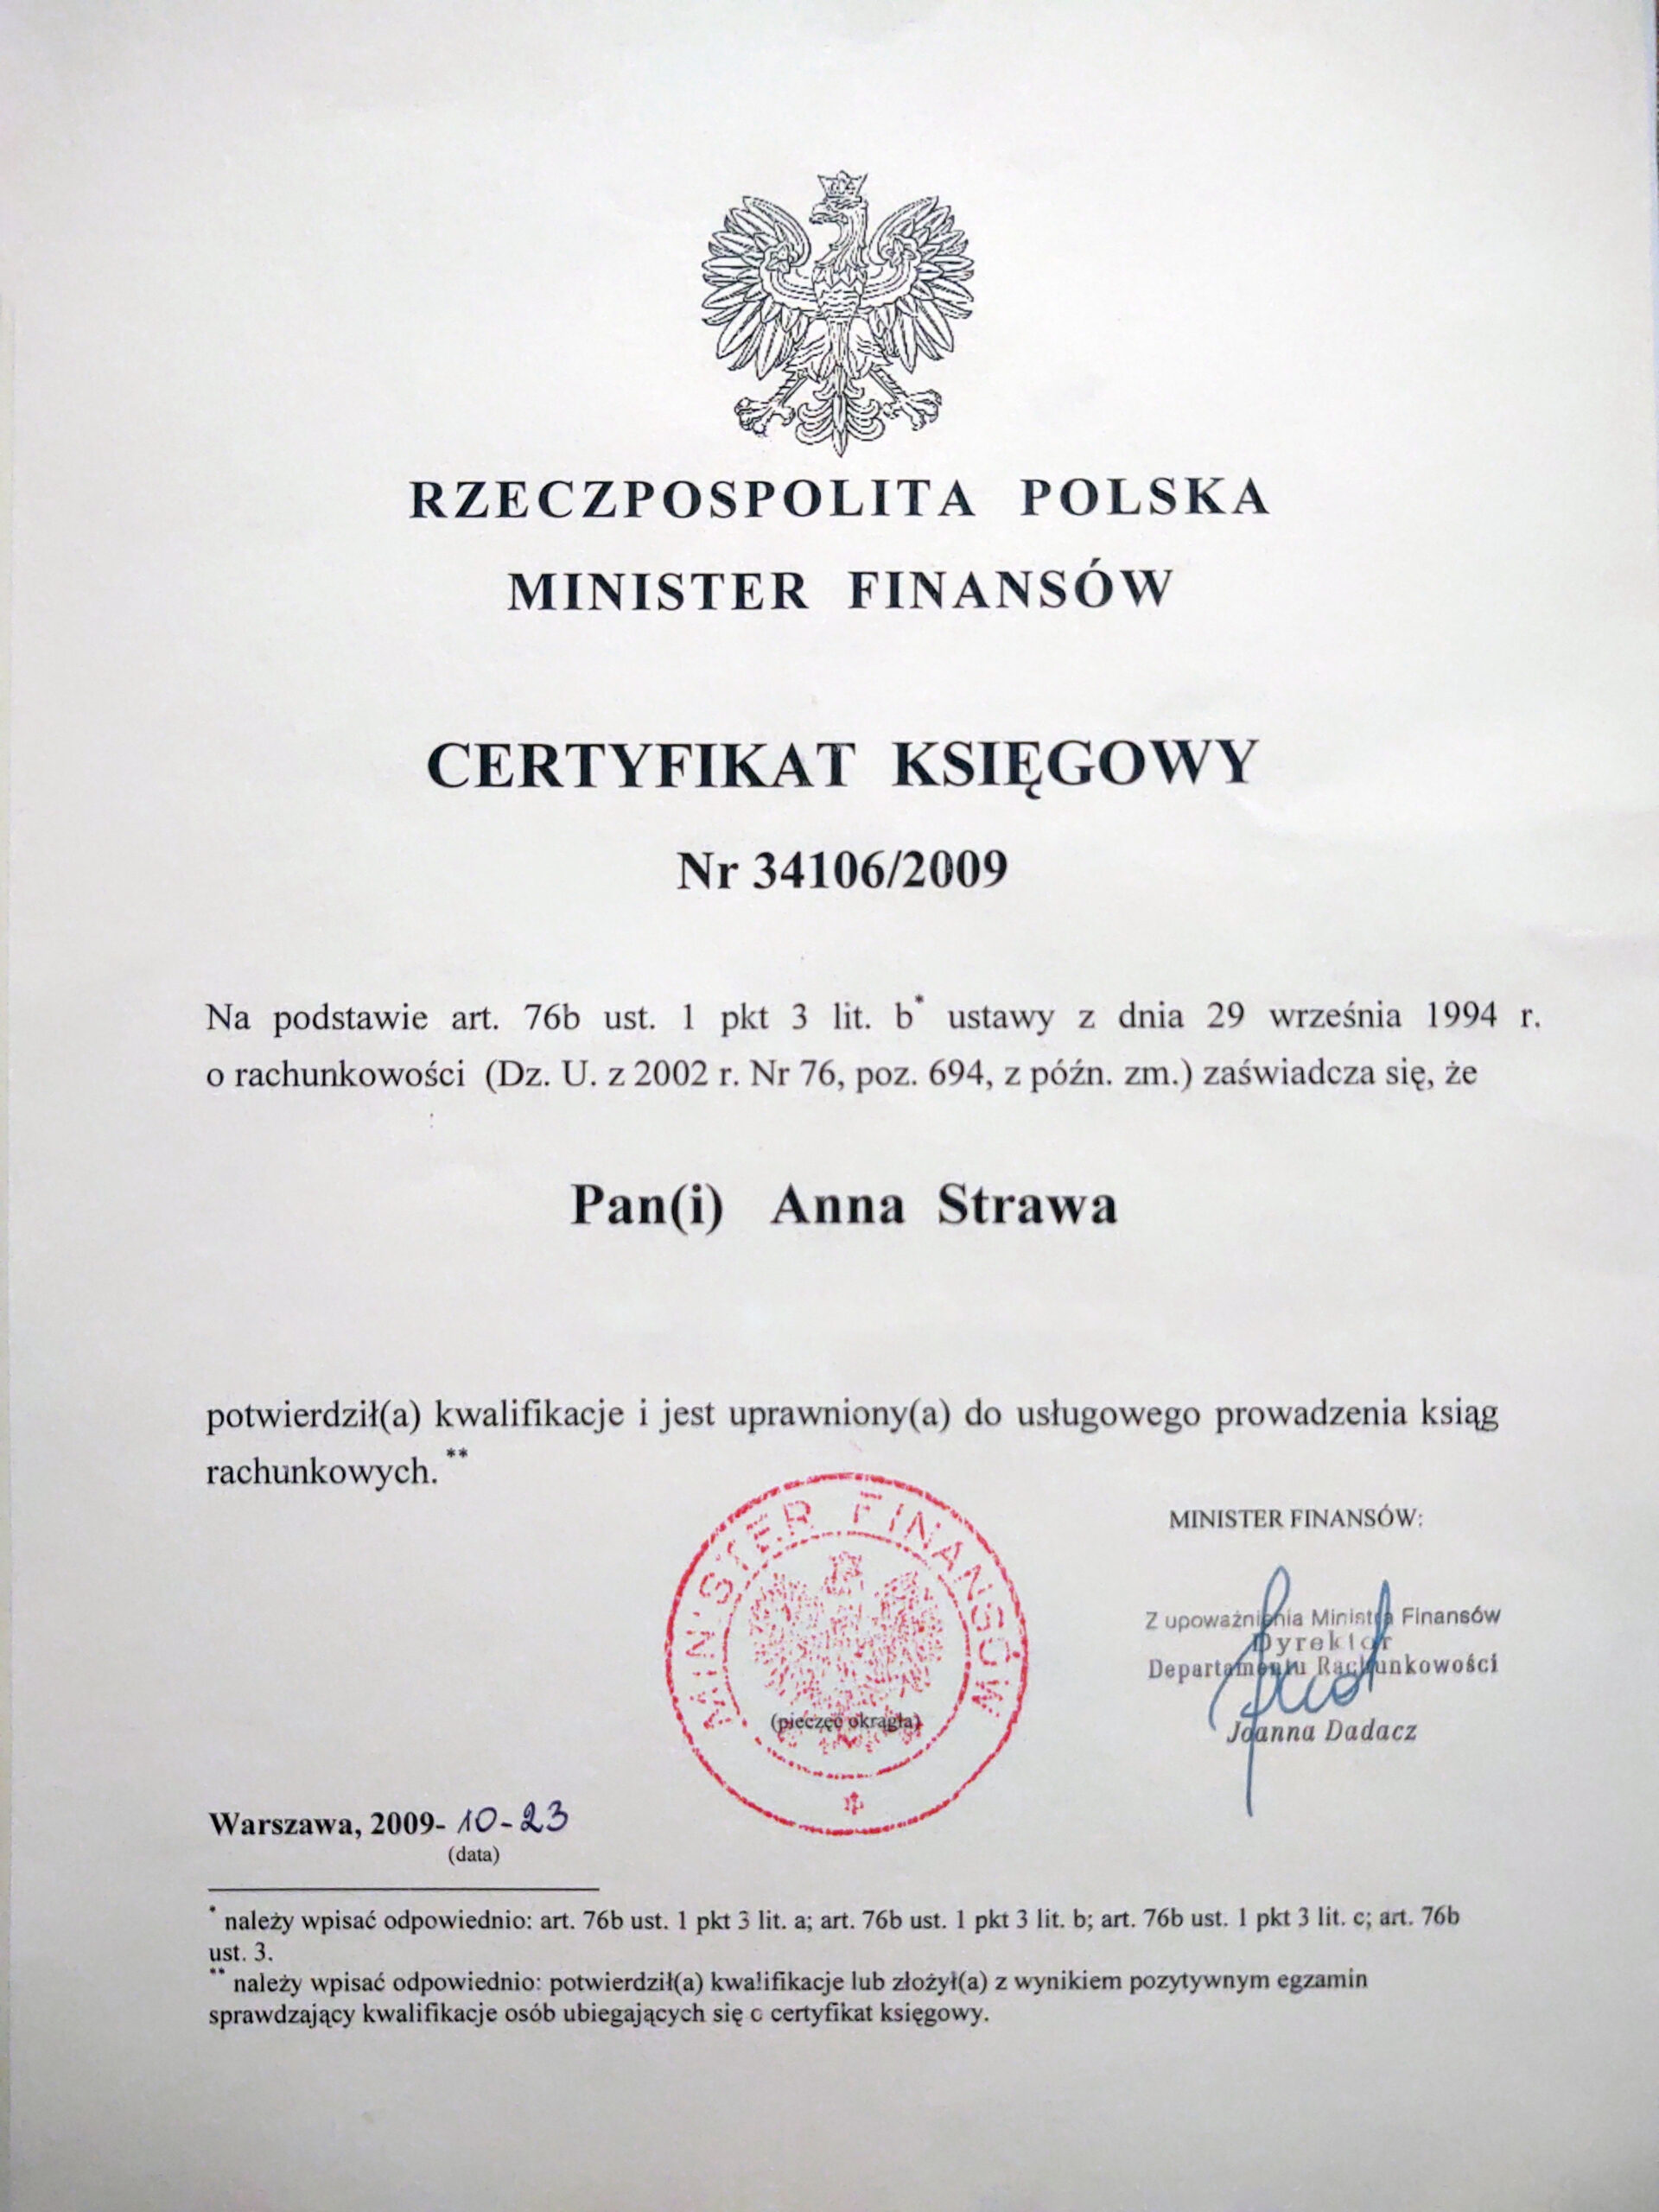 RZECZPOSPOLITA POLSKA
MINISTER FINANSÓW
CERTYFIKAT KSIĘGOWY
Nr 34106/2009
Na podstawie art. 76b ust. 1 pkt 3 lit. b* ustawy z dnia 29 września 1994 r.
o rachunkowości (Dz. U. z 2002 r. Nr 76, poz. 694, z późn. zm.) zaświadcza się, że
Pan(i) Anna Strawa
potwierdził(a) kwalifikacje i jest uprawniony(a) do usługowego prowadzenia ksiąg
rachunkowych.**
MINISTER FINANSÓW
(pieczęć okrągła)
MINISTER FINANSÓW:
Z upoważnienia Ministra Finansów
Dyrektor
Departamentu Rachunkowości
Joanna Dadacz
Warszawa, 2009- 10-23
(data)
* należy wpisać odpowiednio: art. 76b ust. 1 pkt 3 lit. a; art. 76b ust. 1 pkt 3 lit. b; art. 76b ust. 1 pkt 3 lit. c; art. 76b
ust. 3.
** należy wpisać odpowiednio: potwierdził(a) kwalifikacje lub złożył(a) z wynikiem pozytywnym egzamin
sprawdzający kwalifikacje osób ubiegających się o certyfikat księgowy.